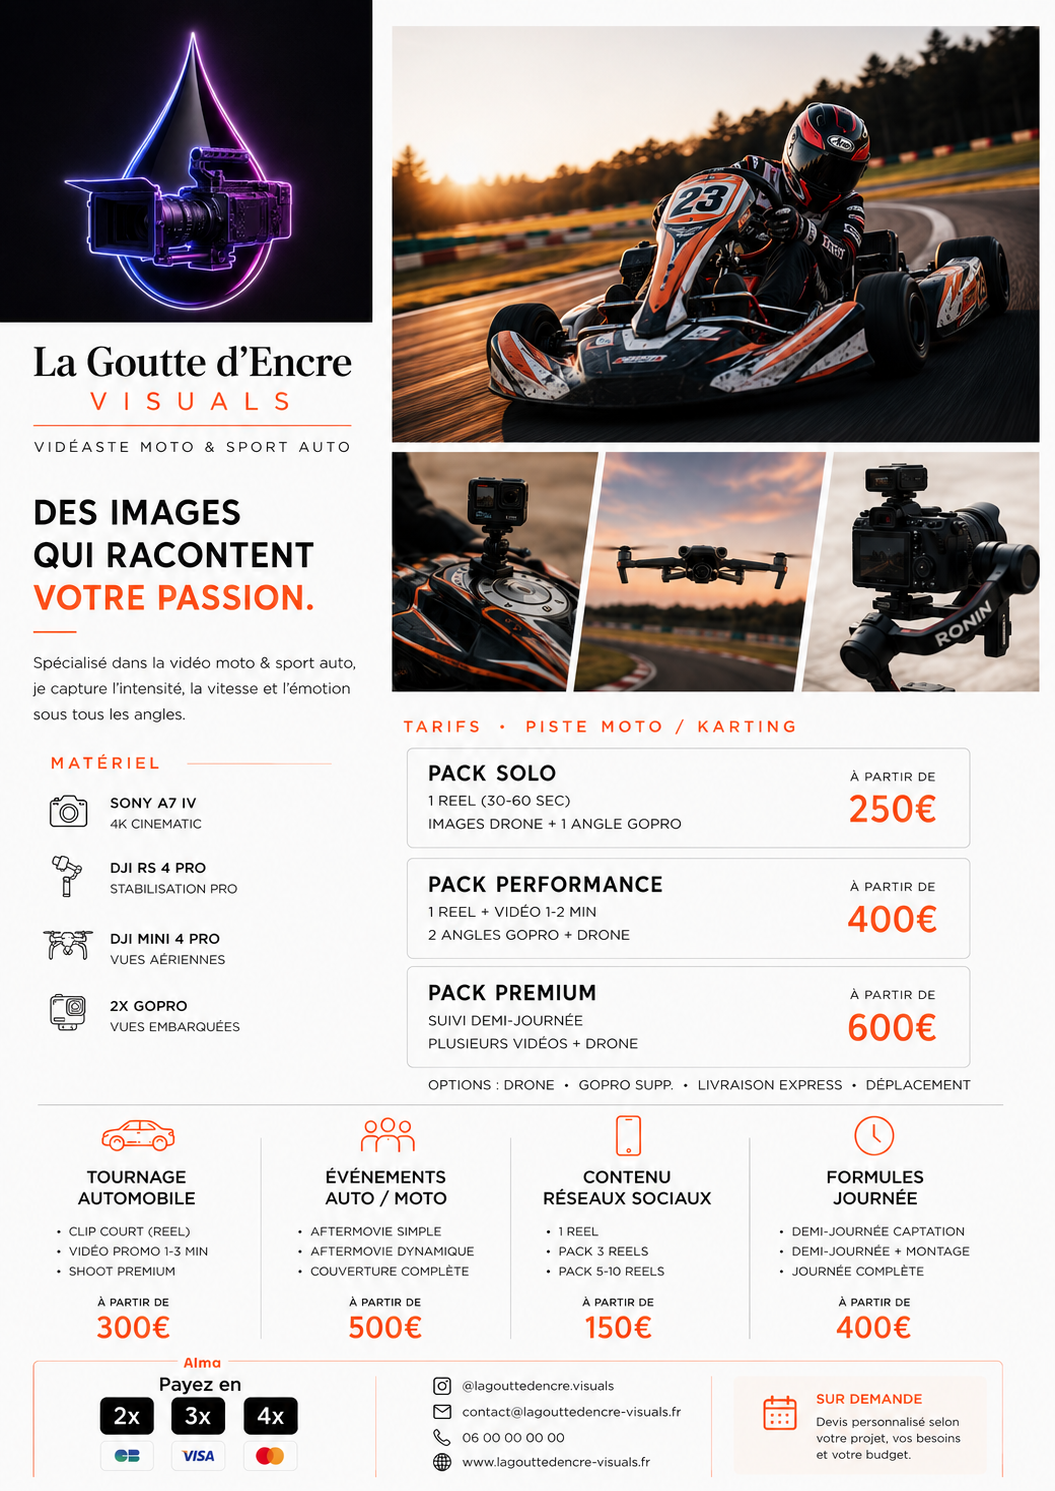 La Goutte d'Encre
VISUALS
VIDÉASTE MOTO & SPORT AUTO
DES IMAGES
QUI RACONTENT
VOTRE PASSION.
Spécialisé dans la vidéo moto & sport auto,
je capture l'intensité, la vitesse et l'émotion
sous tous les angles.
MATÉRIEL
SONY A7 IV
4K CINEMATIC
DJI RS 4 PRO
STABILISATION PRO
DJI MINI 4 PRO
VUES AÉRIENNES
2X GOPRO
VUES EMBARQUÉES
23
Arai
RONIN
TARIFS • PISTE MOTO / KARTING
PACK SOLO
1 REEL (30-60 SEC)
IMAGES DRONE + 1 ANGLE GOPRO
À PARTIR DE
250€
PACK PERFORMANCE
1 REEL + VIDÉO 1-2 MIN
2 ANGLES GOPRO + DRONE
À PARTIR DE
400€
PACK PREMIUM
SUIVI DEMI-JOURNÉE
PLUSIEURS VIDÉOS + DRONE
À PARTIR DE
600€
OPTIONS : DRONE • GOPRO SUPP. • LIVRAISON EXPRESS • DÉPLACEMENT
TOURNAGE
AUTOMOBILE
• CLIP COURT (REEL)
• VIDÉO PROMO 1-3 MIN
• SHOOT PREMIUM
À PARTIR DE
300€
ÉVÉNEMENTS
AUTO / MOTO
• AFTERMOVIE SIMPLE
• AFTERMOVIE DYNAMIQUE
• COUVERTURE COMPLÈTE
À PARTIR DE
500€
CONTENU
RÉSEAUX SOCIAUX
• 1 REEL
• PACK 3 REELS
• PACK 5-10 REELS
À PARTIR DE
150€
FORMULES
JOURNÉE
• DEMI-JOURNÉE CAPTATION
• DEMI-JOURNÉE + MONTAGE
• JOURNÉE COMPLÈTE
À PARTIR DE
400€
Alma
Payez en
2x 3x 4x
CB VISA
@lagouttedencre.visuals
contact@lagouttedencre-visuals.fr
06 00 00 00 00
www.lagouttedencre-visuals.fr
SUR DEMANDE
Devis personnalisé selon
votre projet, vos besoins
et votre budget.